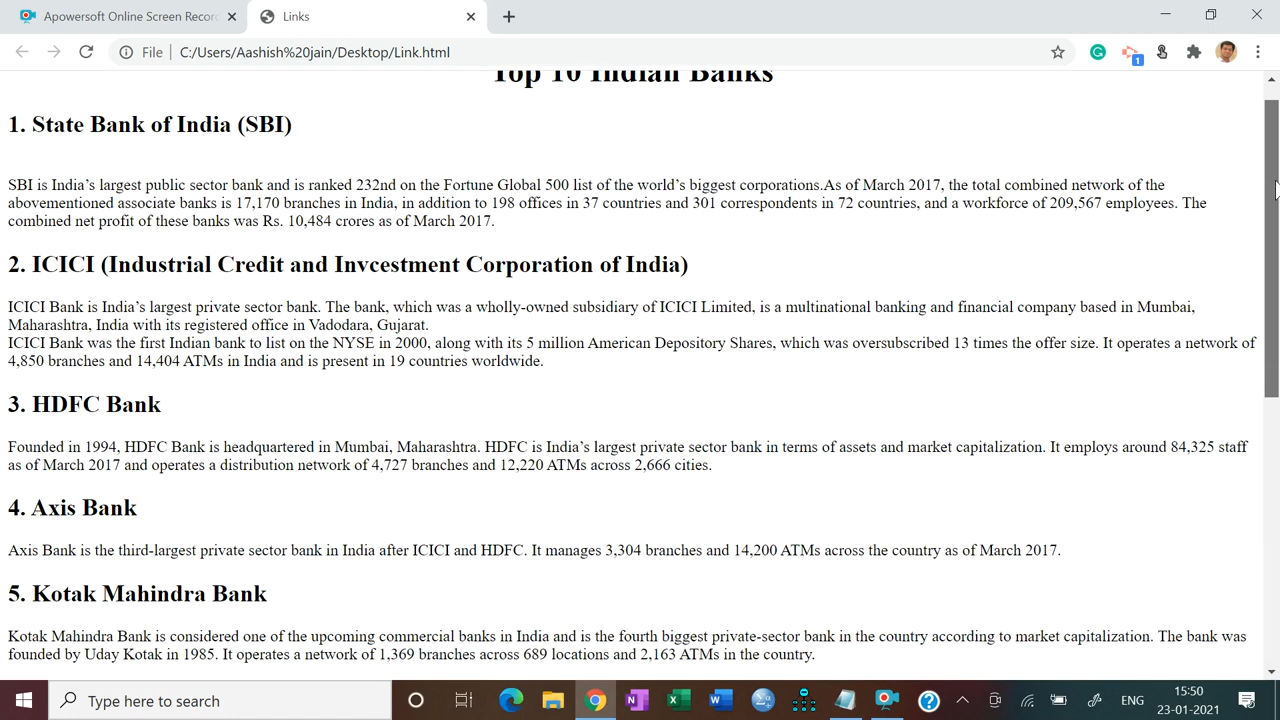 Apowersoft Online Screen Recor
Links
File
C:/Users/Aashish%20jain/Desktop/Link.html
1
Top 10 Indian Banks
1. State Bank of India (SBI)
SBI is India’s largest public sector bank and is ranked 232nd on the Fortune Global 500 list of the world’s biggest corporations.As of March 2017, the total combined network of the
abovementioned associate banks is 17,170 branches in India, in addition to 198 offices in 37 countries and 301 correspondents in 72 countries, and a workforce of 209,567 employees. The
combined net profit of these banks was Rs. 10,484 crores as of March 2017.
2. ICICI (Industrial Credit and Invcestment Corporation of India)
ICICI Bank is India’s largest private sector bank. The bank, which was a wholly-owned subsidiary of ICICI Limited, is a multinational banking and financial company based in Mumbai,
Maharashtra, India with its registered office in Vadodara, Gujarat.
ICICI Bank was the first Indian bank to list on the NYSE in 2000, along with its 5 million American Depository Shares, which was oversubscribed 13 times the offer size. It operates a network of
4,850 branches and 14,404 ATMs in India and is present in 19 countries worldwide.
3. HDFC Bank
Founded in 1994, HDFC Bank is headquartered in Mumbai, Maharashtra. HDFC is India’s largest private sector bank in terms of assets and market capitalization. It employs around 84,325 staff
as of March 2017 and operates a distribution network of 4,727 branches and 12,220 ATMs across 2,666 cities.
4. Axis Bank
Axis Bank is the third-largest private sector bank in India after ICICI and HDFC. It manages 3,304 branches and 14,200 ATMs across the country as of March 2017.
5. Kotak Mahindra Bank
Kotak Mahindra Bank is considered one of the upcoming commercial banks in India and is the fourth biggest private-sector bank in the country according to market capitalization. The bank was
founded by Uday Kotak in 1985. It operates a network of 1,369 branches across 689 locations and 2,163 ATMs in the country.
Type here to search
ENG
15:50
23-01-2021